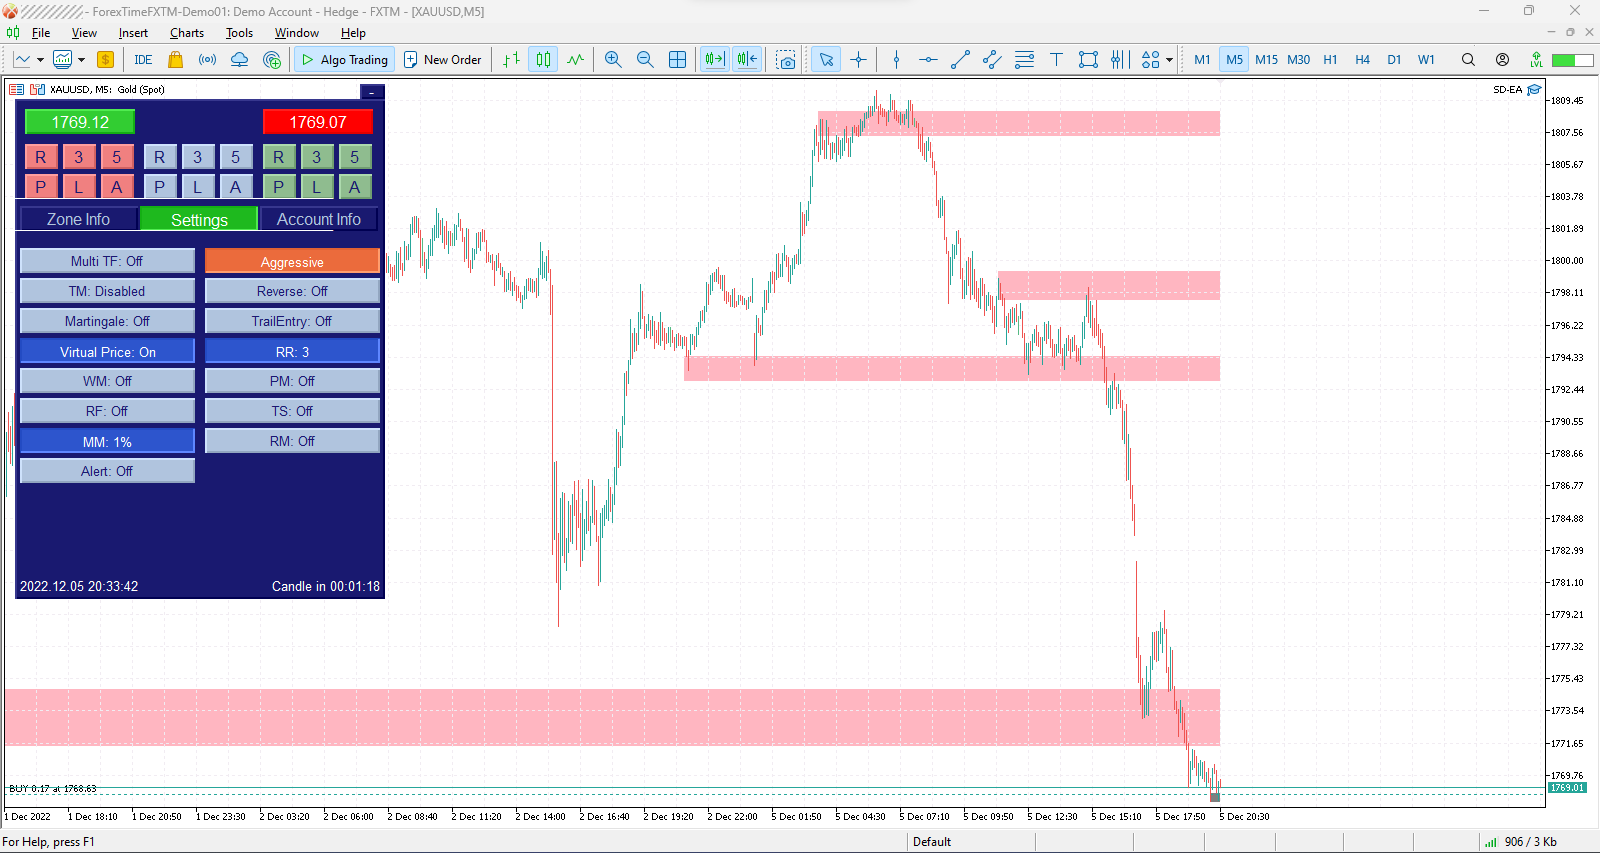 - ForexTimeFXTM-Demo01: Demo Account - Hedge - FXTM - [XAUUSD,M5]
File View Insert Charts Tools Window Help
IDE Algo Trading New Order M1 M5 M15 M30 H1 H4 D1 W1 LVL
XAUUSD, M5: Gold (Spot)
SD-EA
1769.12 1769.07
R 3 5 R 3 5 R 3 5
P L A P L A P L A
Zone Info Settings Account Info
Multi TF: Off Aggressive
TM: Disabled Reverse: Off
Martingale: Off TrailEntry: Off
Virtual Price: On RR: 3
WM: Off PM: Off
RF: Off TS: Off
MM: 1% RM: Off
Alert: Off
2022.12.05 20:33:42 Candle in 00:01:18
1809.45
1807.56
1805.67
1803.78
1801.89
1800.00
1798.11
1796.22
1794.33
1792.44
1790.55
1788.66
1786.77
1784.88
1782.99
1781.10
1779.21
1777.32
1775.43
1773.54
1771.65
1769.76
1769.01
BUY 0.17 at 1768.63
1 Dec 2022 1 Dec 18:10 1 Dec 20:50 1 Dec 23:30 2 Dec 03:20 2 Dec 06:00 2 Dec 08:40 2 Dec 11:20 2 Dec 14:00 2 Dec 16:40 2 Dec 19:20 2 Dec 22:00 5 Dec 01:50 5 Dec 04:30 5 Dec 07:10 5 Dec 09:50 5 Dec 12:30 5 Dec 15:10 5 Dec 17:50 5 Dec 20:30
For Help, press F1 Default 906 / 3 Kb